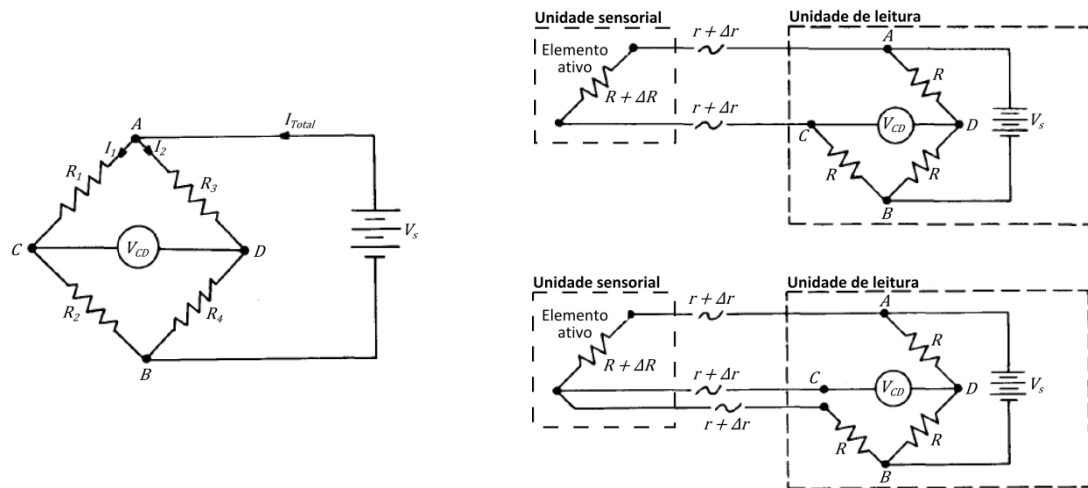 I_Total
A
I_1
I_2
R_1
R_3
C
V_CD
D
V_s
R_2
R_4
B
Unidade sensorial
Unidade de leitura
r + Δr
A
Elemento
ativo
R
R + ΔR
r + Δr
C
V_CD
D
V_s
R
R
B
Unidade sensorial
Unidade de leitura
r + Δr
A
Elemento
ativo
R
R + ΔR
r + Δr
C
V_CD
D
V_s
r + Δr
R
R
B